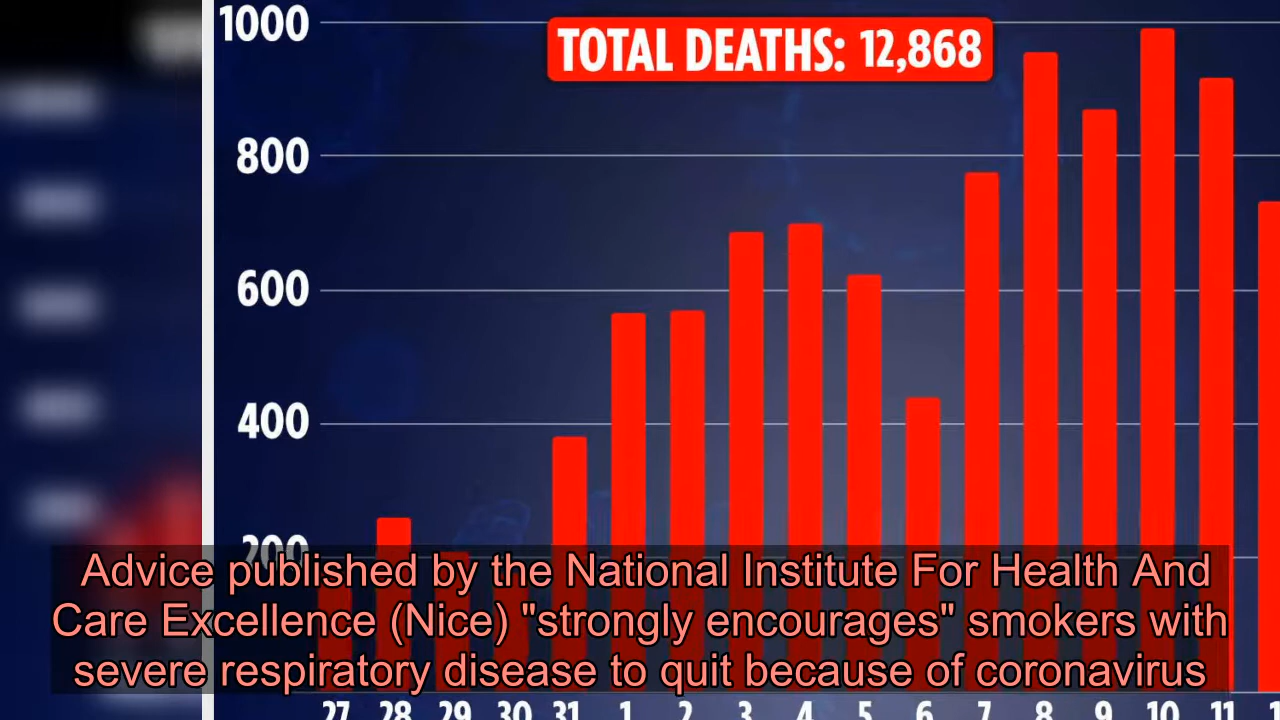 1000
TOTAL DEATHS: 12,868
800
600
400
200
Advice published by the National Institute For Health And
Care Excellence (Nice) "strongly encourages" smokers with
severe respiratory disease to quit because of coronavirus
27 28 29 30 31 1 2 3 4 5 6 7 8 9 10 11 1